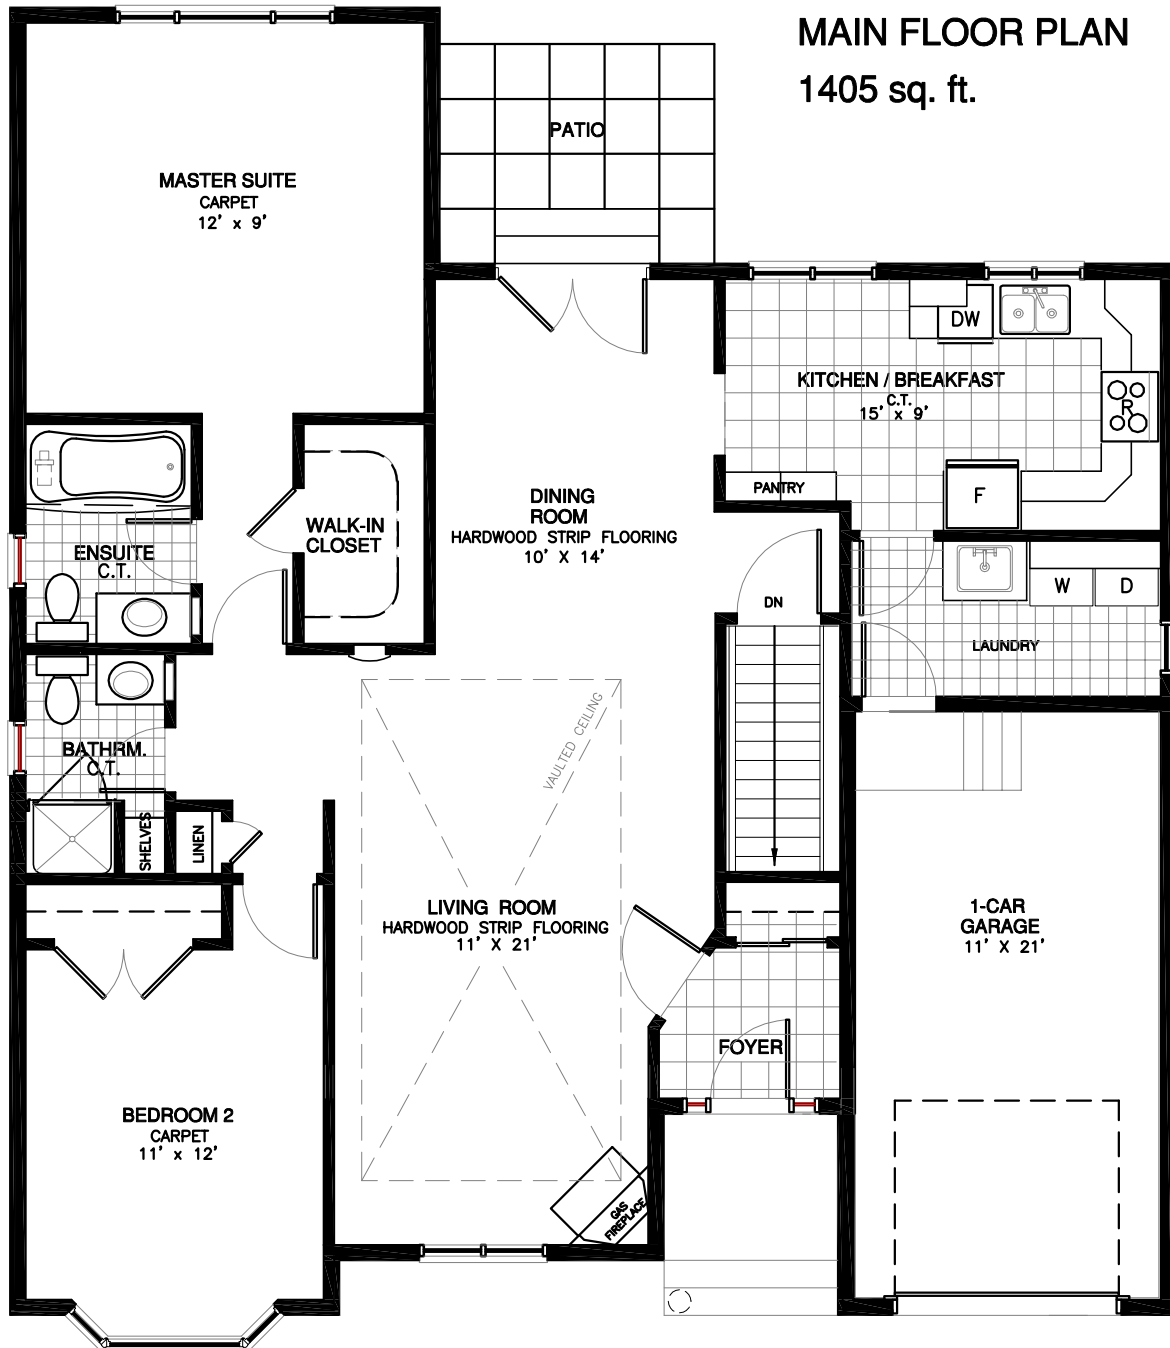 MAIN FLOOR PLAN
1405 sq. ft.
PATIO
MASTER SUITE
CARPET
12' x 9'
DW
KITCHEN / BREAKFAST
C.T.
15' x 9'
R
PANTRY
F
DINING
ROOM
HARDWOOD STRIP FLOORING
10' X 14'
WALK-IN
CLOSET
ENSUITE
C.T.
W
D
DN
LAUNDRY
VAULTED CEILING
BATHRM.
C.T.
SHELVES
LINEN
LIVING ROOM
HARDWOOD STRIP FLOORING
11' X 21'
1-CAR
GARAGE
11' X 21'
FOYER
BEDROOM 2
CARPET
11' x 12'
GAS
FIREPLACE